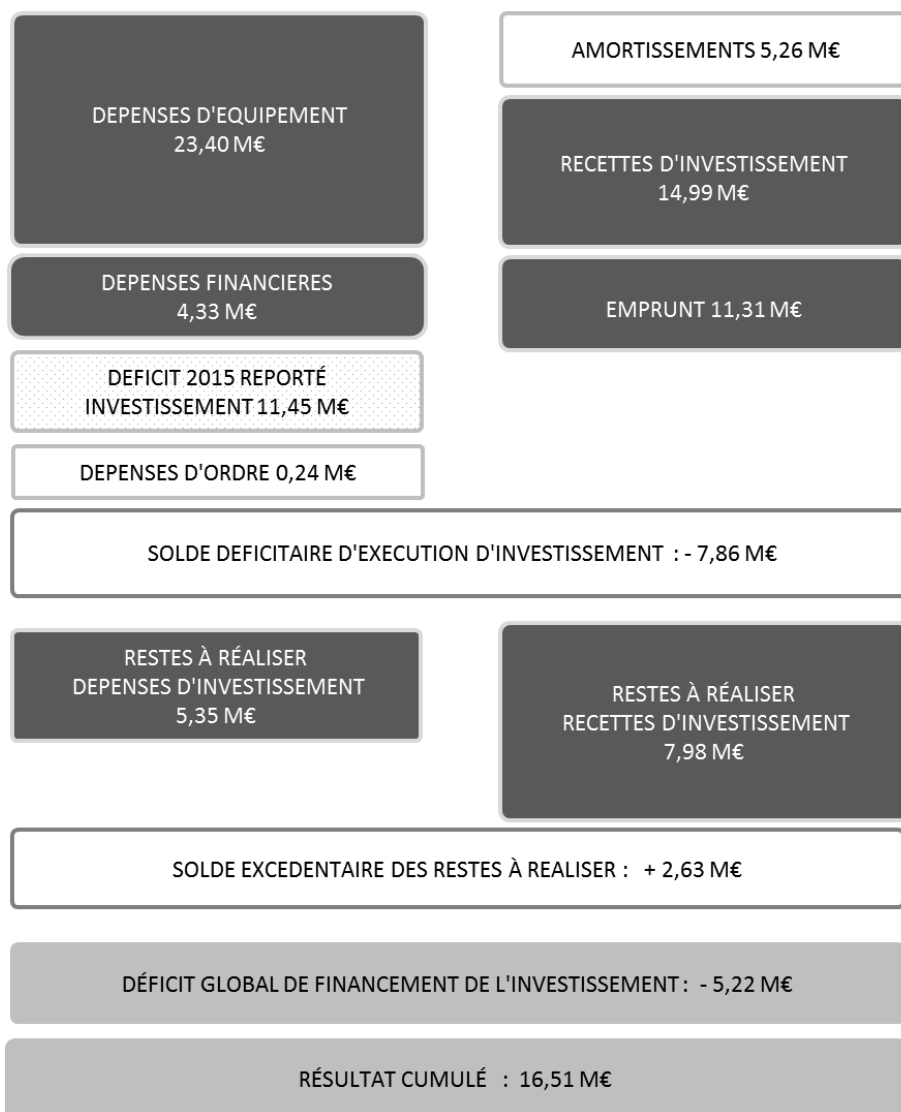 DEPENSES D'EQUIPEMENT
23,40 M€
DEPENSES FINANCIERES
4,33 M€
DEFICIT 2015 REPORTÉ
INVESTISSEMENT 11,45 M€
DEPENSES D'ORDRE 0,24 M€
AMORTISSEMENTS 5,26 M€
RECETTES D'INVESTISSEMENT
14,99 M€
EMPRUNT 11,31 M€
SOLDE DEFICITAIRE D'EXECUTION D'INVESTISSEMENT : - 7,86 M€
RESTES À RÉALISER
DEPENSES D'INVESTISSEMENT
5,35 M€
RESTES À RÉALISER
RECETTES D'INVESTISSEMENT
7,98 M€
SOLDE EXCEDENTAIRE DES RESTES À REALISER : + 2,63 M€
DÉFICIT GLOBAL DE FINANCEMENT DE L'INVESTISSEMENT : - 5,22 M€
RÉSULTAT CUMULÉ : 16,51 M€